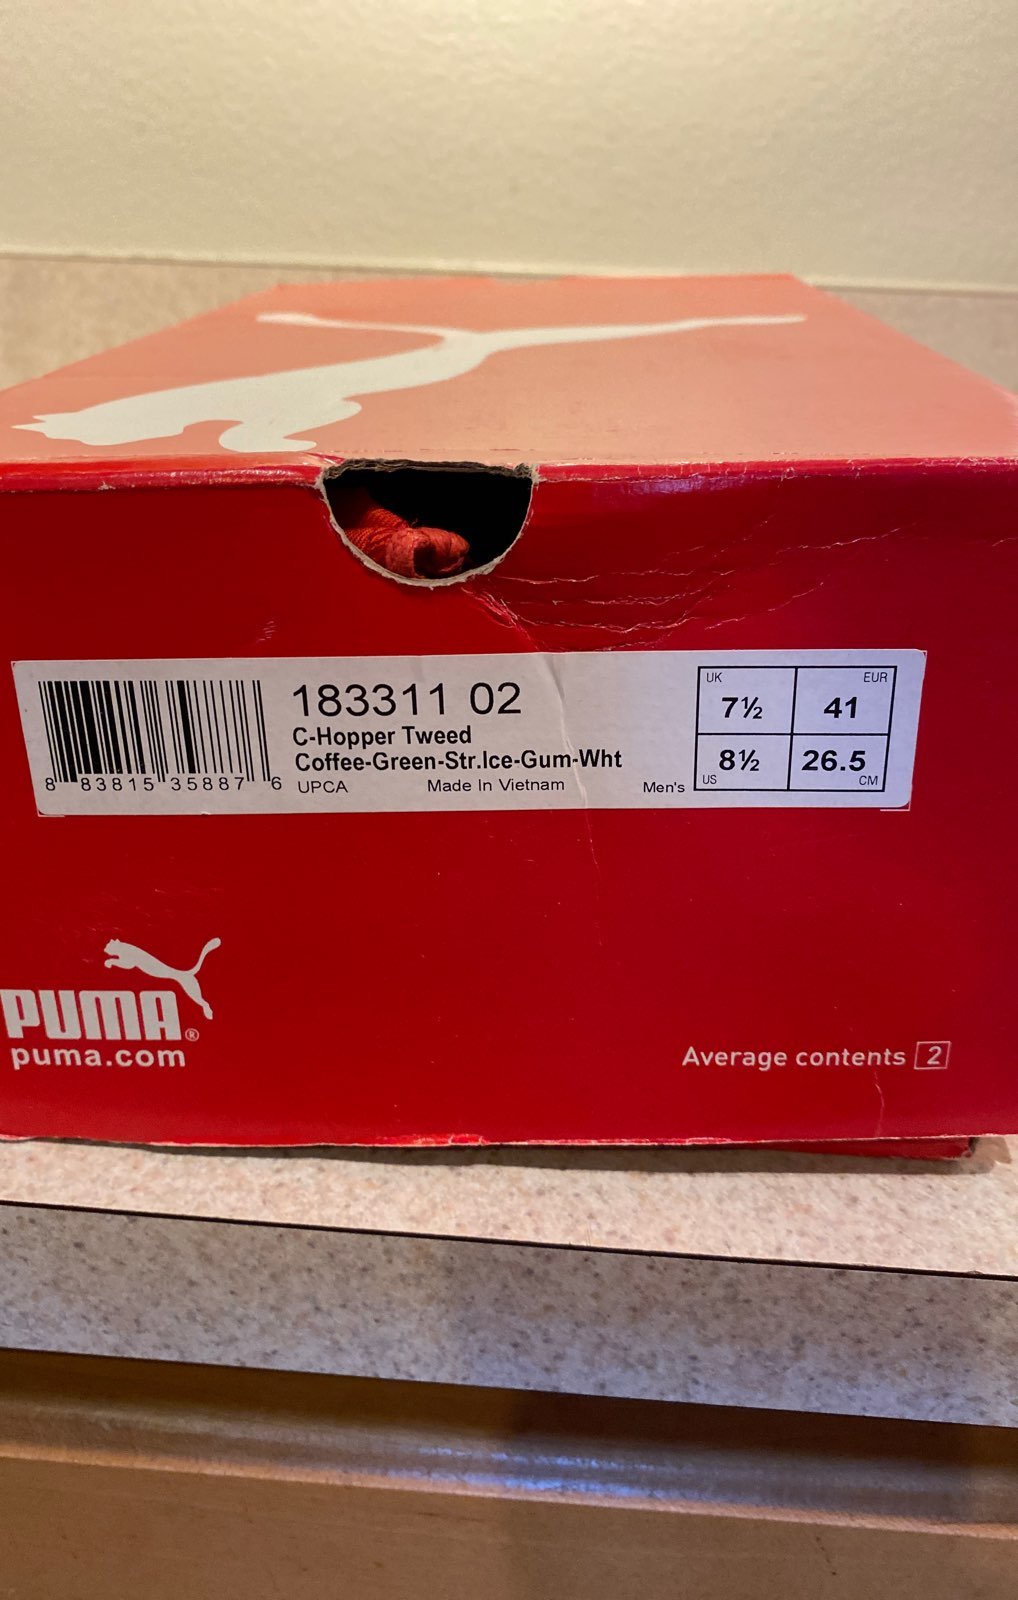 183311 02
C-Hopper Tweed
Coffee-Green-Str.Ice-Gum-Wht
8 83815 35887 6
UPCA
Made In Vietnam
Men's
UK
7½
EUR
41
8½
US
26.5
CM
PUMA®
puma.com
Average contents 2